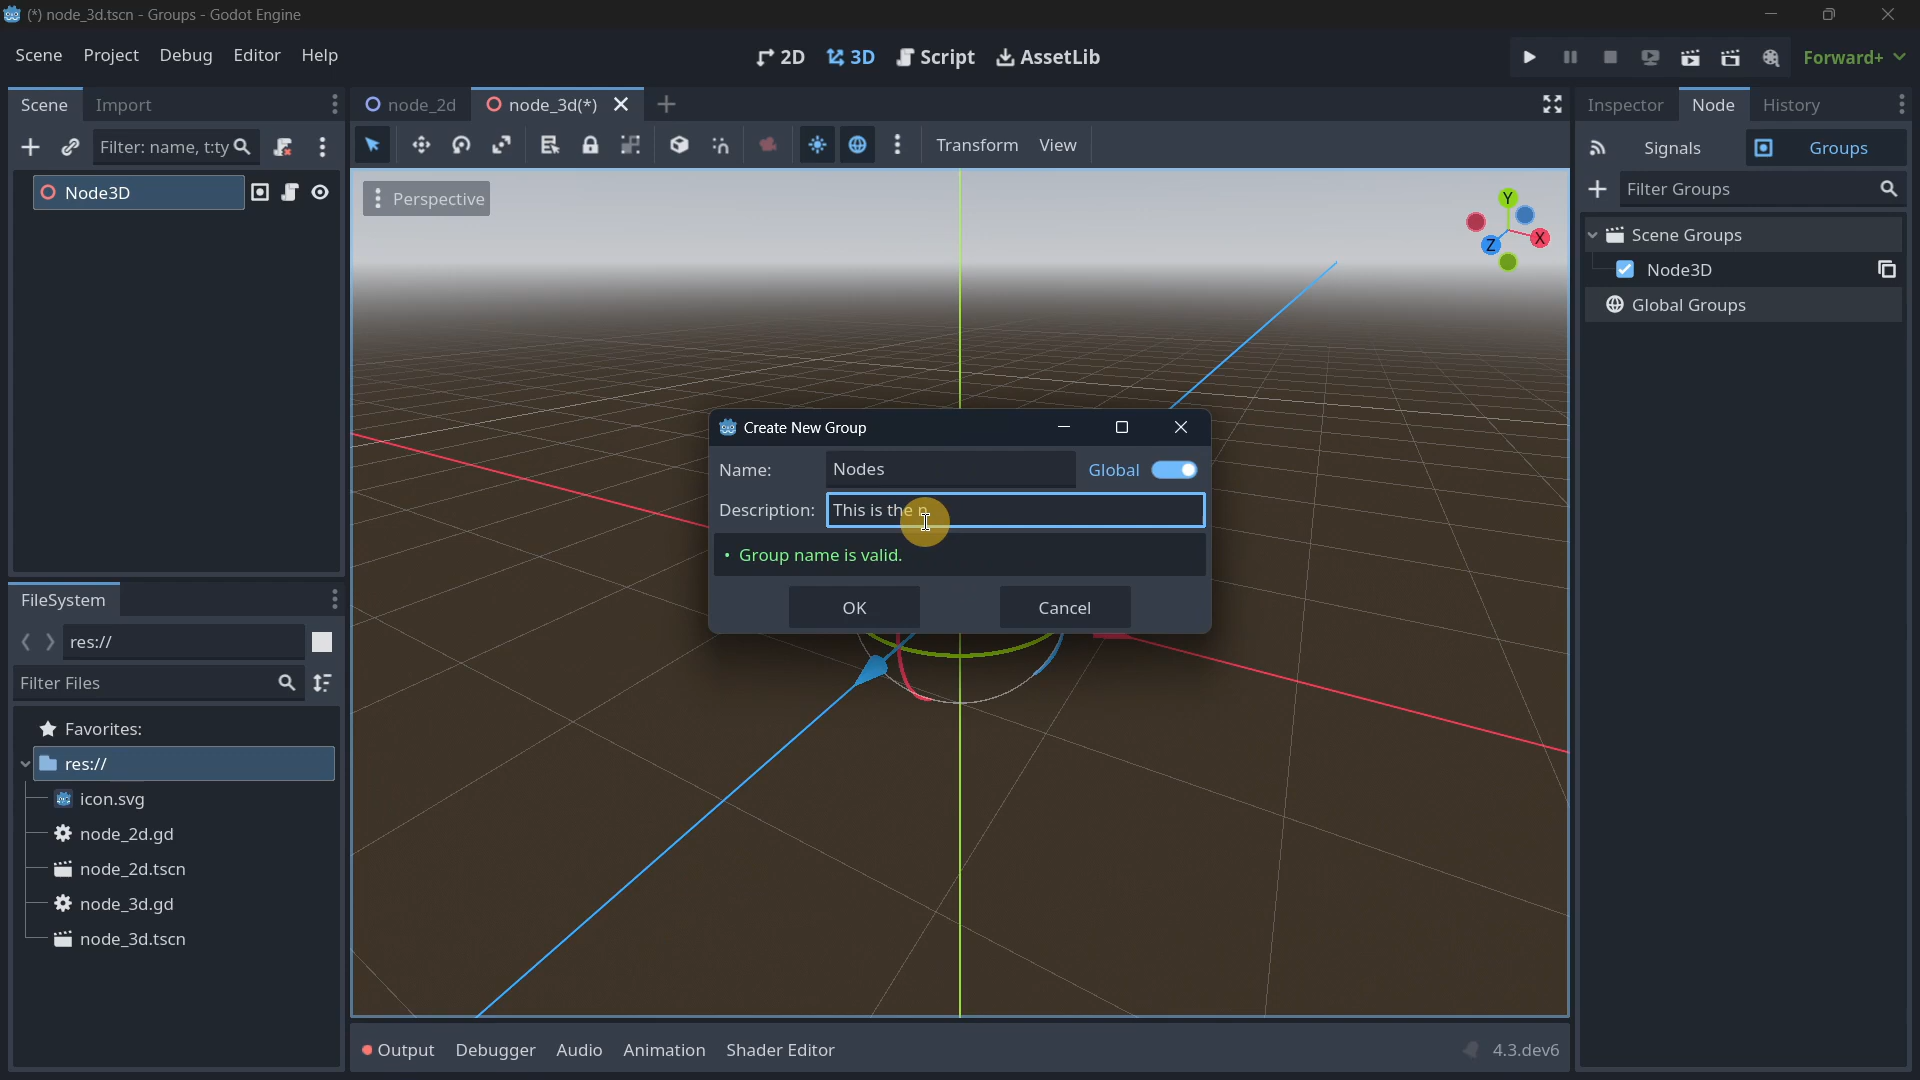 (*) node_3d.tscn - Groups - Godot Engine
Scene Project Debug Editor Help
2D 3D Script AssetLib
Forward+
Scene Import
node_2d node_3d(*)
Inspector Node History
Filter: name, t:ty
Transform View
Signals Groups
Node3D
Perspective
Filter Groups
Y
X
Z
Scene Groups
Node3D
Global Groups
Create New Group
Name: Nodes Global
Description: This is the n
• Group name is valid.
OK Cancel
FileSystem
res://
Filter Files
Favorites:
res://
icon.svg
node_2d.gd
node_2d.tscn
node_3d.gd
node_3d.tscn
Output Debugger Audio Animation Shader Editor
4.3.dev6